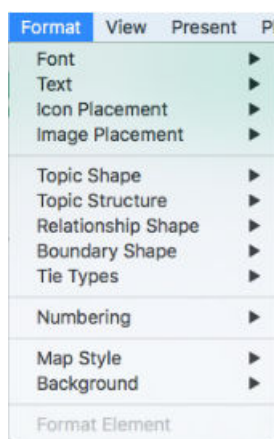 Format View Present
Font
Text
Icon Placement
Image Placement
Topic Shape
Topic Structure
Relationship Shape
Boundary Shape
Tie Types
Numbering
Map Style
Background
Format Element